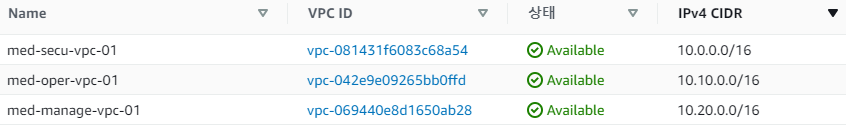 Name VPC ID 상태 IPv4 CIDR
med-secu-vpc-01 vpc-081431f6083c68a54 Available 10.0.0.0/16
med-oper-vpc-01 vpc-042e9e09265bb0ffd Available 10.10.0.0/16
med-manage-vpc-01 vpc-069440e8d1650ab28 Available 10.20.0.0/16